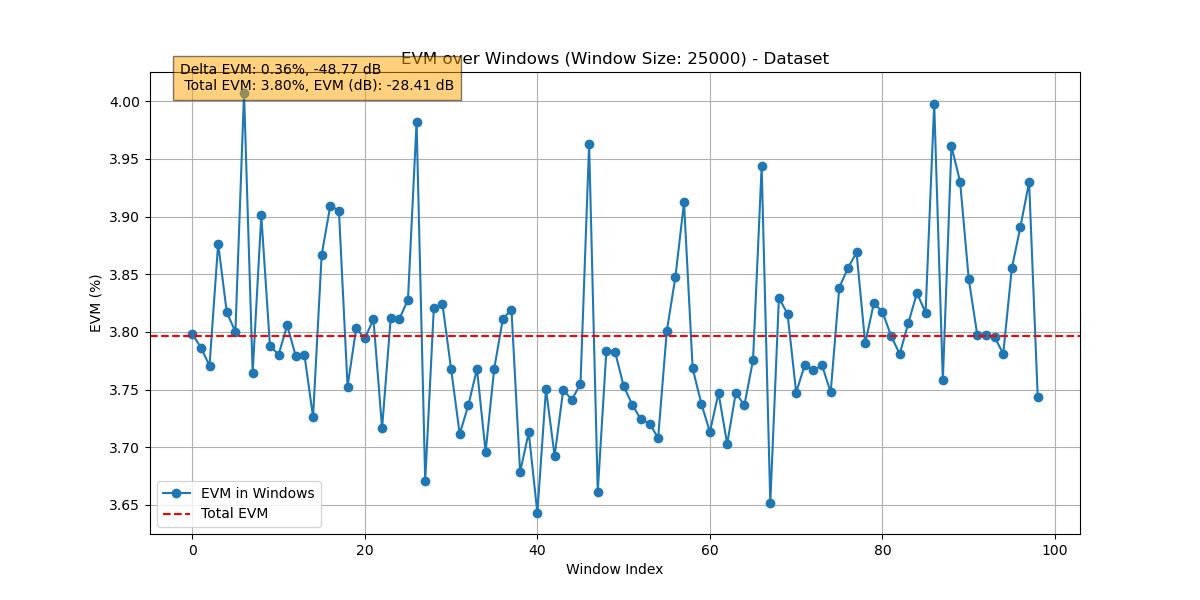 EVM over Windows (Window Size: 25000) - Dataset
Delta EVM: 0.36%, -48.77 dB
Total EVM: 3.80%, EVM (dB): -28.41 dB
EVM (%)
4.00
3.95
3.90
3.85
3.80
3.75
3.70
3.65
EVM in Windows
Total EVM
0 20 40 60 80 100
Window Index